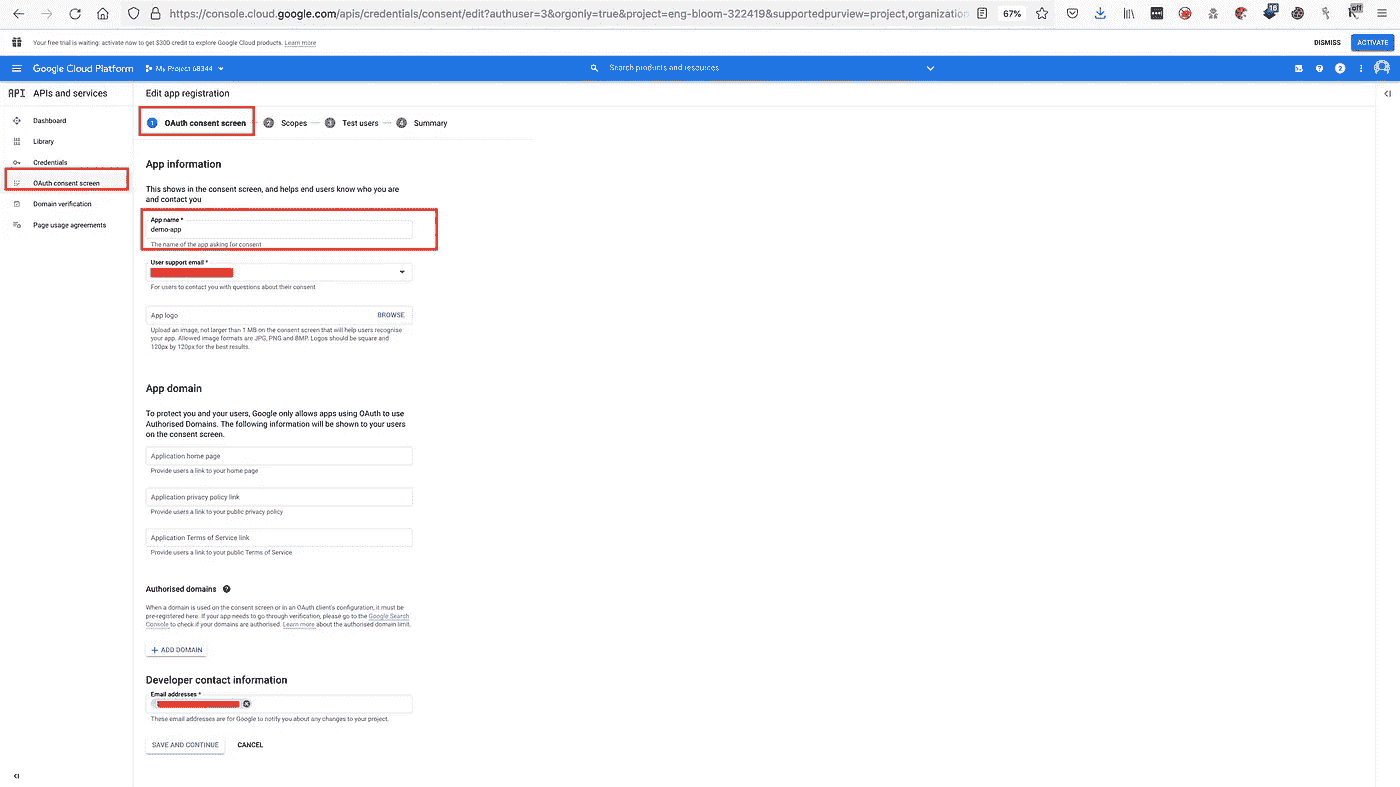 https://console.cloud.google.com/apis/credentials/consent/edit?authuser=3&orgonly=true&project=eng-bloom-322419&supportedpurview=project,organizatio
67%
16
off
Your free trial is waiting: activate now to get $300 credit to explore Google Cloud products. Learn more
DISMISS
ACTIVATE
Google Cloud Platform
My Project 68344
Search products and resources
2
API APIs and services
Edit app registration
Dashboard
Library
Credentials
OAuth consent screen
Domain verification
Page usage agreements
1 OAuth consent screen 2 Scopes 3 Test users 4 Summary
App information
This shows in the consent screen, and helps end users know who you are
and contact you
App name *
demo-app
The name of the app asking for consent
User support email *
For users to contact you with questions about their consent
App logo
BROWSE
Upload an image, not larger than 1 MB on the consent screen that will help users recognise
your app. Allowed image formats are JPG, PNG and BMP. Logos should be square and
120px by 120px for the best results.
App domain
To protect you and your users, Google only allows apps using OAuth to use
Authorised Domains. The following information will be shown to your users
on the consent screen.
Application home page
Provide users a link to your home page
Application privacy policy link
Provide users a link to your public privacy policy
Application Terms of Service link
Provide users a link to your public Terms of Service
Authorised domains
When a domain is used on the consent screen or in an OAuth client's configuration, it must be
pre-registered here. If your app needs to go through verification, please go to the Google Search
Console to check if your domains are authorised. Learn more about the authorised domain limit.
+ ADD DOMAIN
Developer contact information
Email addresses *
These email addresses are for Google to notify you about any changes to your project.
SAVE AND CONTINUE
CANCEL